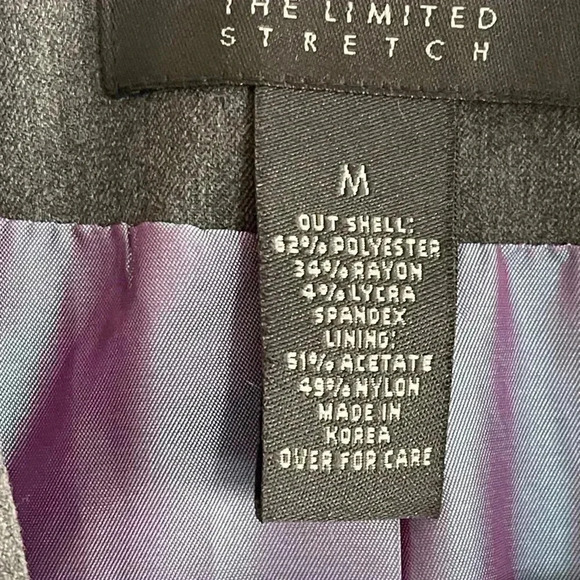 THE LIMITED
STRETCH
M
OUT SHELL:
62% POLYESTER
34% RAYON
4% LYCRA
SPANDEX
LINING:
51% ACETATE
49% NYLON
MADE IN
KOREA
OVER FOR CARE